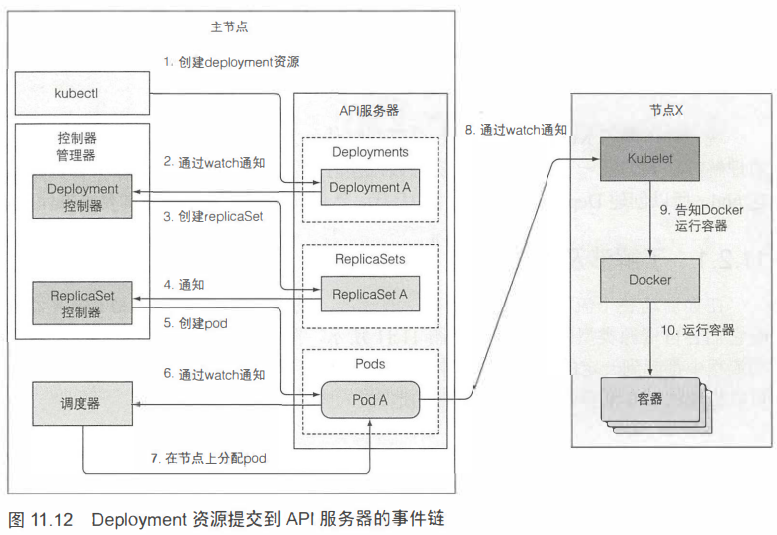 主节点
1. 创建deployment资源
kubectl
API服务器
控制器
管理器
Deployments
2. 通过watch通知
Deployment
控制器
Deployment A
3. 创建replicaSet
ReplicaSets
4. 通知
ReplicaSet
控制器
ReplicaSet A
5. 创建pod
Pods
6. 通过watch通知
调度器
Pod A
7. 在节点上分配pod
8. 通过watch通知
节点X
Kubelet
9. 告知Docker
运行容器
Docker
10. 运行容器
容器
图 11.12 Deployment 资源提交到 API 服务器的事件链